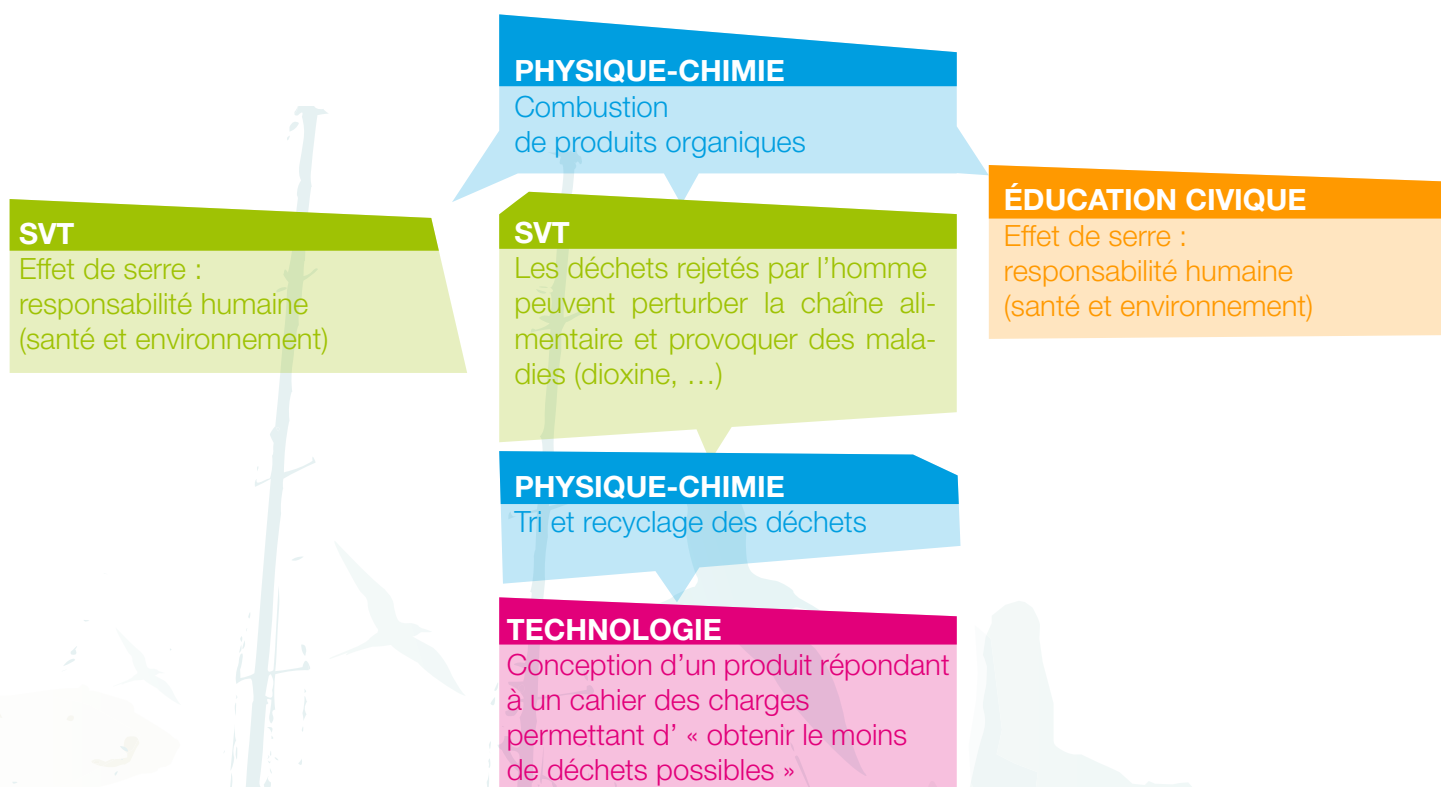 PHYSIQUE-CHIMIE
Combustion
de produits organiques
SVT
Effet de serre :
responsabilité humaine
(santé et environnement)
SVT
Les déchets rejetés par l'homme
peuvent perturber la chaîne ali-
mentaire et provoquer des mala-
dies (dioxine, …)
ÉDUCATION CIVIQUE
Effet de serre :
responsabilité humaine
(santé et environnement)
PHYSIQUE-CHIMIE
Tri et recyclage des déchets
TECHNOLOGIE
Conception d'un produit répondant
à un cahier des charges
permettant d' « obtenir le moins
de déchets possibles »